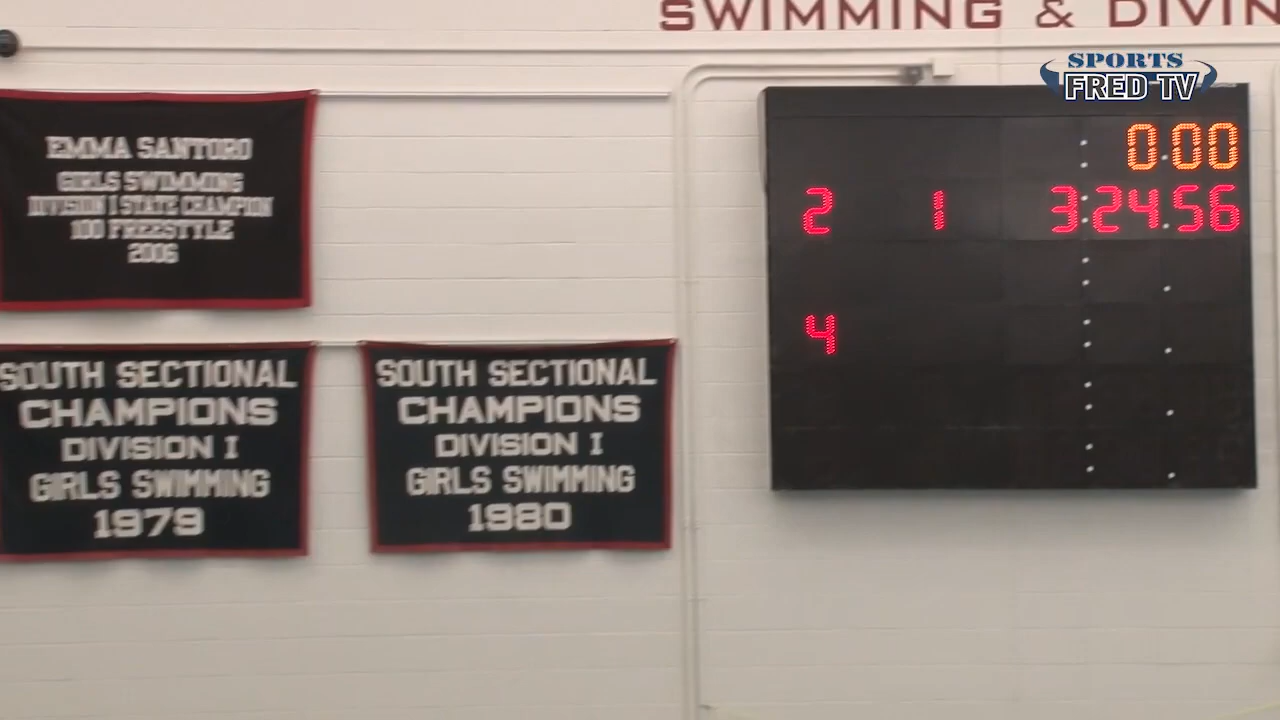 SWIMMING & DIVIN
SPORTS
FRED TV
EMMA SANTORO
GIRLS SWIMMING
DIVISION I STATE CHAMPION
100 FREESTYLE
2006
0:00
2 1 3:24.56
4
SOUTH SECTIONAL
CHAMPIONS
DIVISION I
GIRLS SWIMMING
1979
SOUTH SECTIONAL
CHAMPIONS
DIVISION I
GIRLS SWIMMING
1980